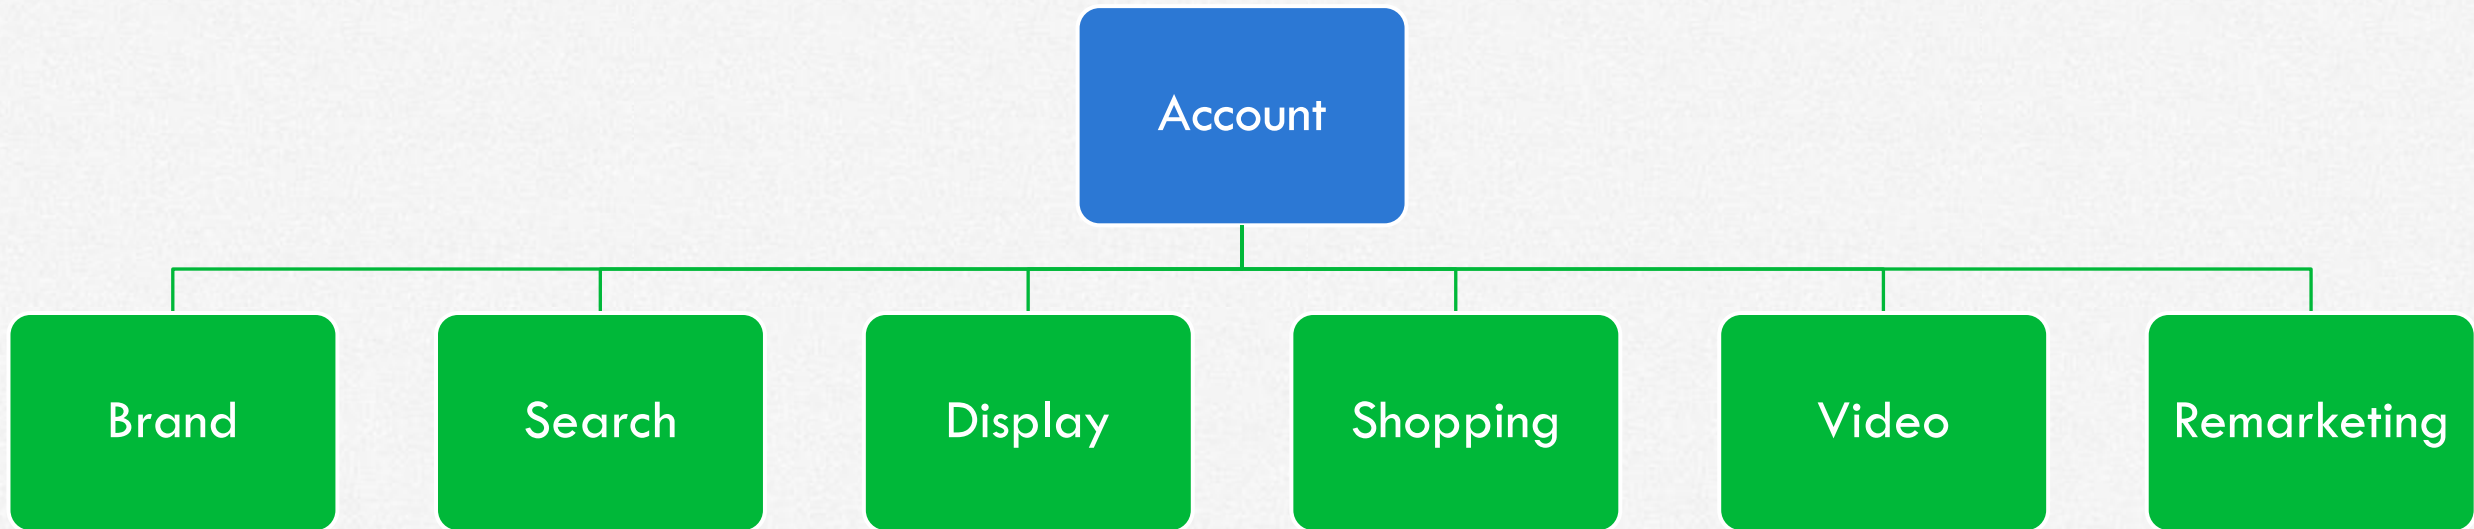 Account
Brand
Search
Display
Shopping
Video
Remarketing